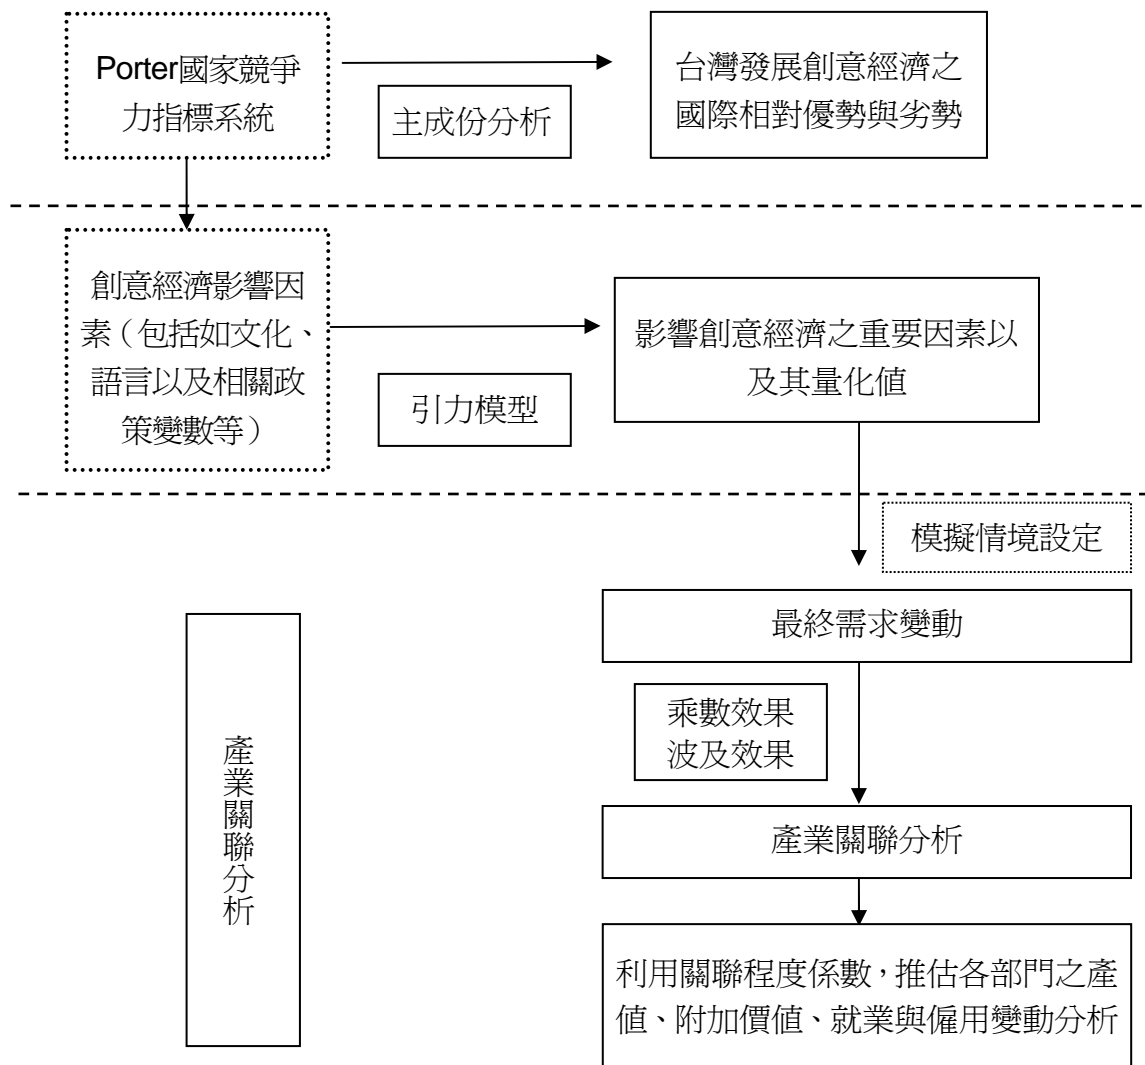 Porter國家競爭
力指標系統
主成份分析
台灣發展創意經濟之
國際相對優勢與劣勢
創意經濟影響因
素（包括如文化、
語言以及相關政
策變數等）
引力模型
影響創意經濟之重要因素以
及其量化值
模擬情境設定
最終需求變動
乘數效果
波及效果
產業關聯分析
產業關聯分析
利用關聯程度係數，推估各部門之產
值、附加價值、就業與僱用變動分析